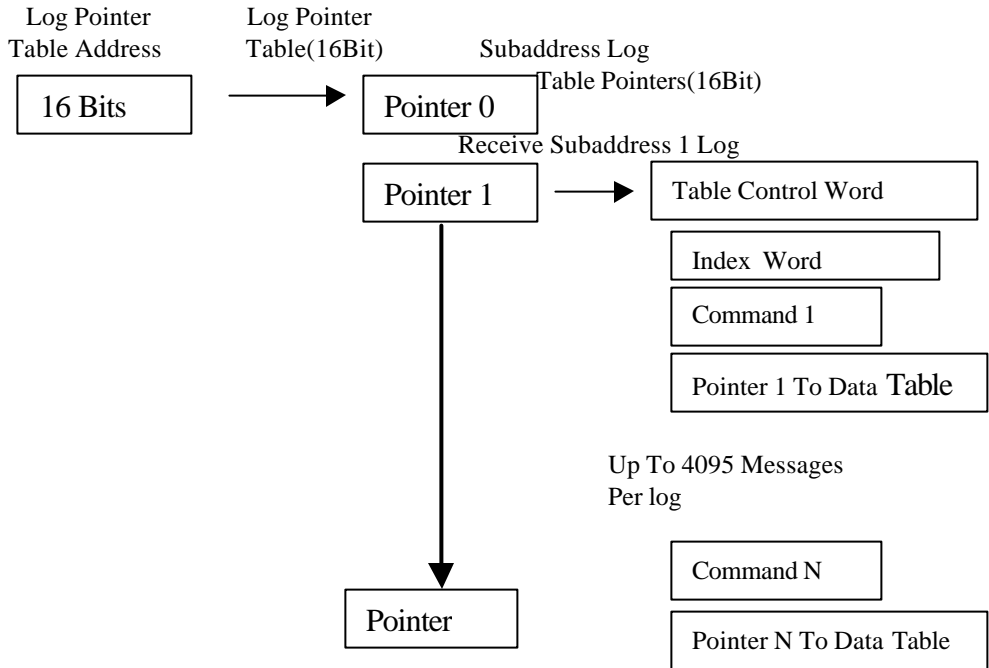 Log Pointer
Table Address
Log Pointer
Table(16Bit)
Subaddress Log
Table Pointers(16Bit)
16 Bits
Pointer 0
Receive Subaddress 1 Log
Pointer 1
Table Control Word
Index Word
Command 1
Pointer 1 To Data Table
Up To 4095 Messages
Per log
Command N
Pointer
Pointer N To Data Table